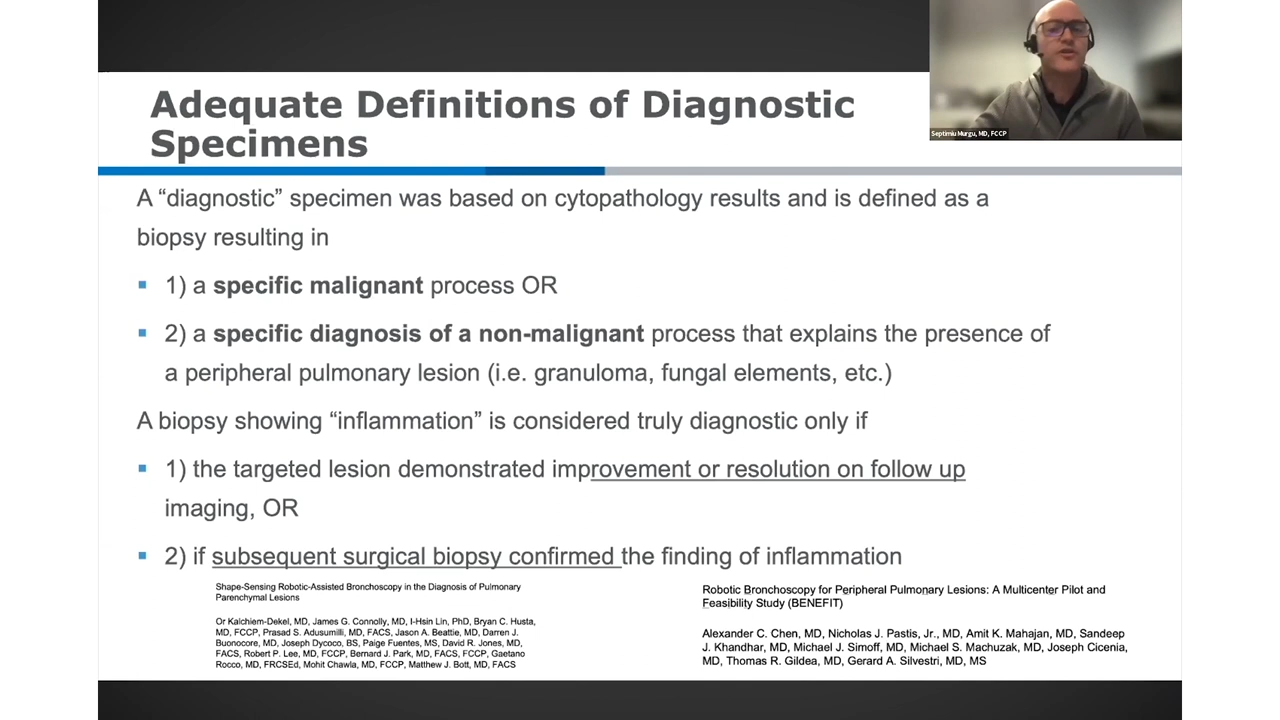 Adequate Definitions of Diagnostic
Specimens
Septimiu Murgu, MD, FCCP
A “diagnostic” specimen was based on cytopathology results and is defined as a
biopsy resulting in
▪ 1) a specific malignant process OR
▪ 2) a specific diagnosis of a non-malignant process that explains the presence of
a peripheral pulmonary lesion (i.e. granuloma, fungal elements, etc.)
A biopsy showing “inflammation” is considered truly diagnostic only if
▪ 1) the targeted lesion demonstrated improvement or resolution on follow up
imaging, OR
▪ 2) if subsequent surgical biopsy confirmed the finding of inflammation
Shape-Sensing Robotic-Assisted Bronchoscopy in the Diagnosis of Pulmonary
Parenchymal Lesions
Or Kalchiem-Dekel, MD, James G. Connolly, MD, I-Hsin Lin, PhD, Bryan C. Husta,
MD, FCCP, Prasad S. Adusumilli, MD, FACS, Jason A. Beattie, MD, Darren J.
Buonocore, MD, Joseph Dycoco, BS, Paige Fuentes, MS, David R. Jones, MD,
FACS, Robert P. Lee, MD, FCCP, Bernard J. Park, MD, FACS, FCCP, Gaetano
Rocco, MD, FRCSEd, Mohit Chawla, MD, FCCP, Matthew J. Bott, MD, FACS
Robotic Bronchoscopy for Peripheral Pulmonary Lesions: A Multicenter Pilot and
Feasibility Study (BENEFIT)
Alexander C. Chen, MD, Nicholas J. Pastis, Jr., MD, Amit K. Mahajan, MD, Sandeep
J. Khandhar, MD, Michael J. Simoff, MD, Michael S. Machuzak, MD, Joseph Cicenia,
MD, Thomas R. Gildea, MD, Gerard A. Silvestri, MD, MS